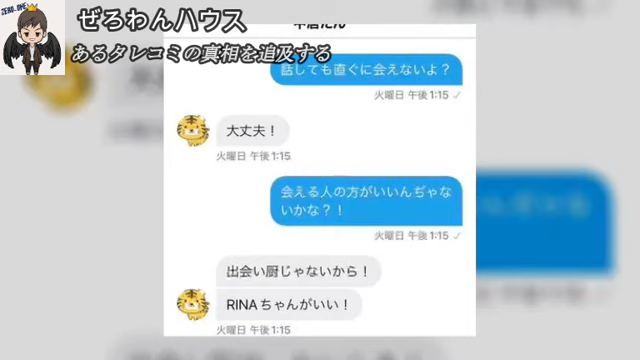 ぜろわんハウス
あるタレコミの真相を追及する
話しても直ぐに会えないよ？
火曜日 午後1:15
大丈夫！
火曜日 午後1:15
会える人の方がいいんぢゃな
いかな？！
火曜日 午後1:15
出会い厨じゃないから！
RINAちゃんがいい！
火曜日 午後1:15